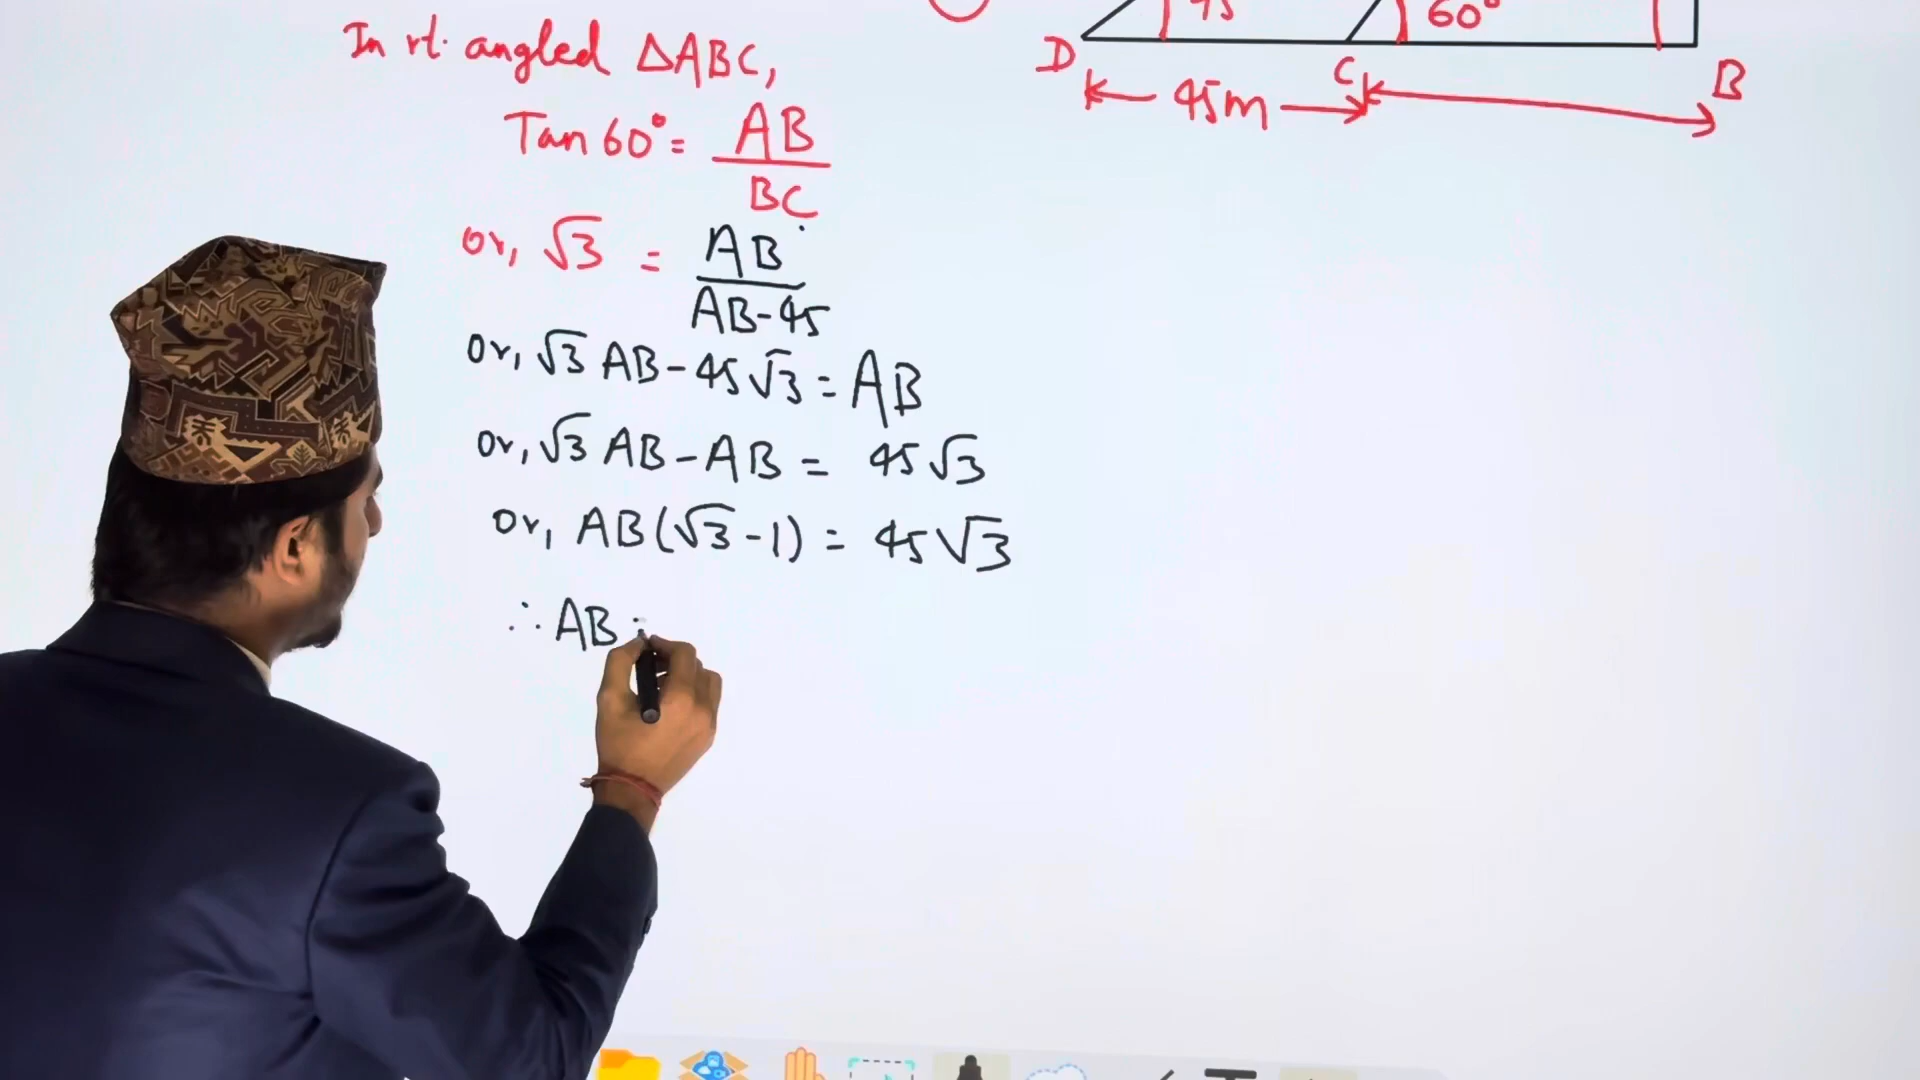 In rt. angled ΔABC,
Tan 60° = AB / BC
or, √3 = AB / AB-45
or, √3 AB - 45√3 = AB
or, √3 AB - AB = 45√3
or, AB(√3-1) = 45√3
∴ AB =
60°
D C B
45m